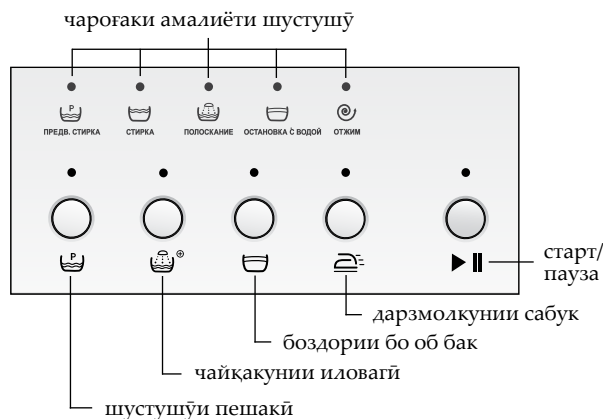 чароғаки амалиёти шустушӯ
P
ПРЕДВ. СТИРКА СТИРКА ПОЛОСКАНИЕ ОСТАНОВКА С ВОДОЙ ОТЖИМ
P
старт/
пауза
дарзмолкунии сабук
боздории бо об бак
чайқакунии иловагӣ
шустушӯи пешакӣ